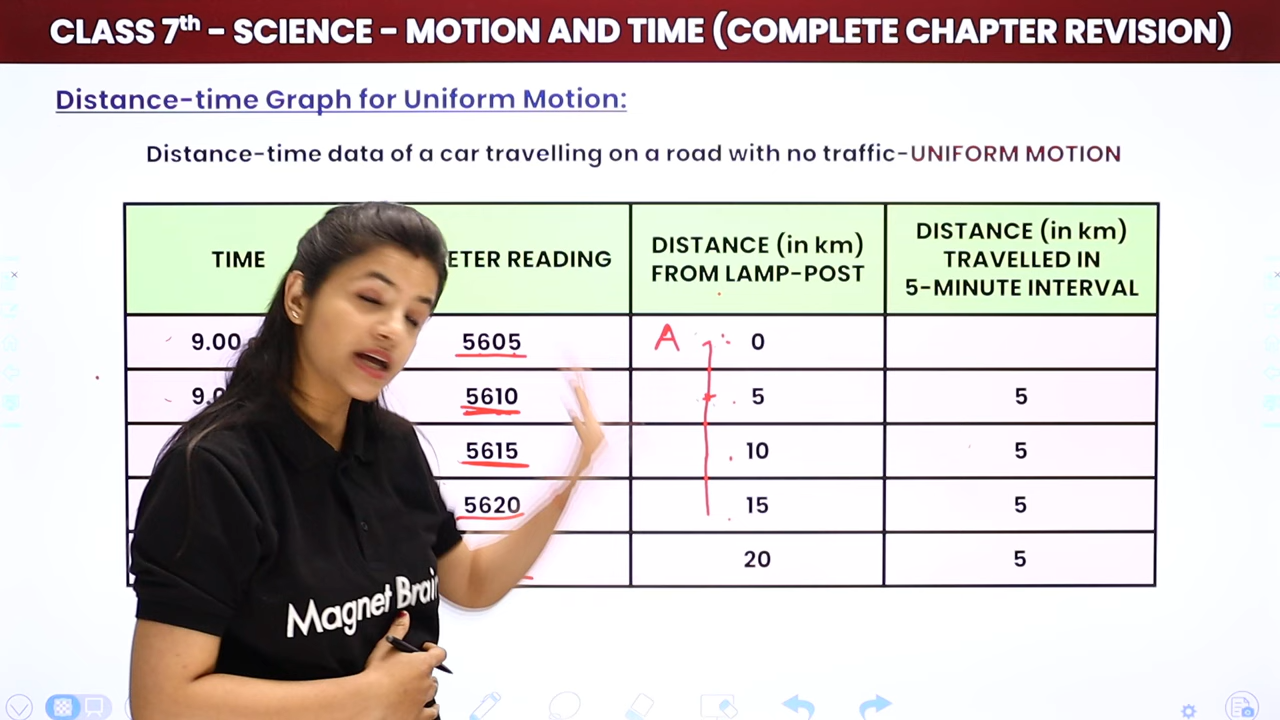 CLASS 7th – SCIENCE – MOTION AND TIME (COMPLETE CHAPTER REVISION)
Distance-time Graph for Uniform Motion:
Distance-time data of a car travelling on a road with no traffic-UNIFORM MOTION
TIME
ETER READING
DISTANCE (in km)
FROM LAMP-POST
DISTANCE (in km)
TRAVELLED IN
5-MINUTE INTERVAL
9.00 5605 A 0
9.0 5610 5 5
5615 10 5
5620 15 5
20 5
Magnet Brain